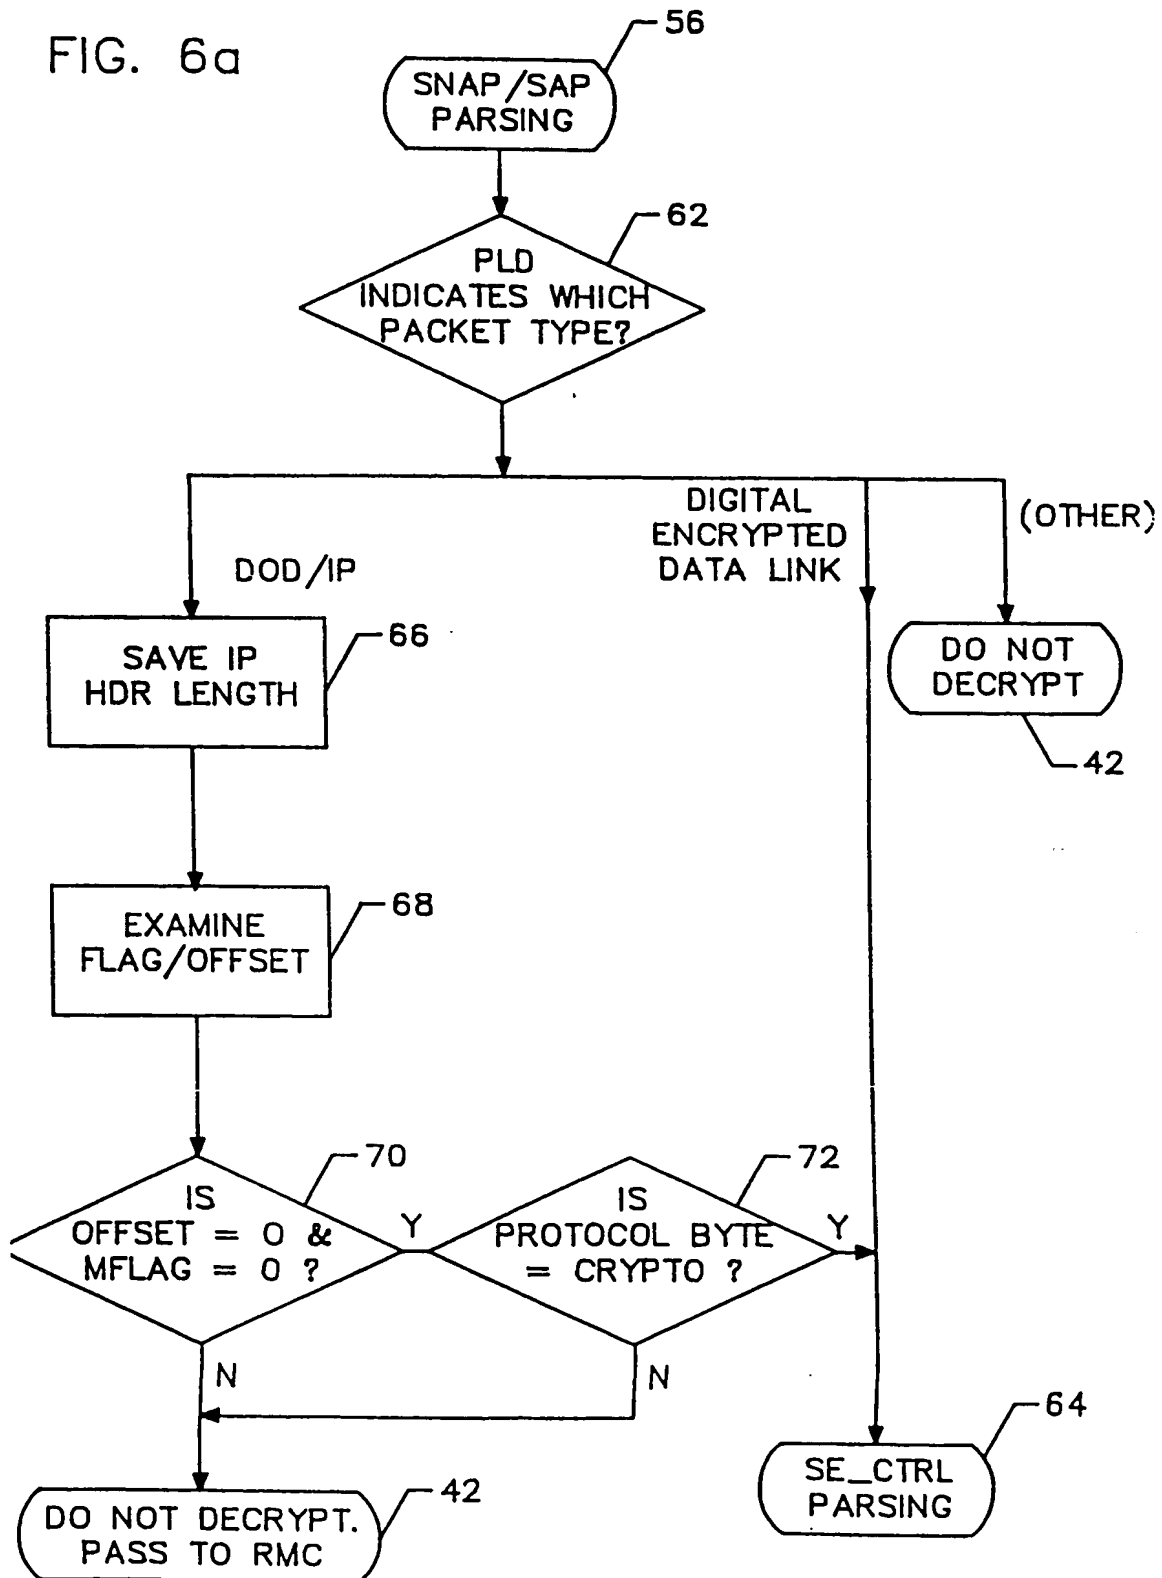 FIG. 6a
56
SNAP/SAP
PARSING
62
PLD
INDICATES WHICH
PACKET TYPE?
DIGITAL
ENCRYPTED
DATA LINK
(OTHER)
DOD/IP
66
SAVE IP
HDR LENGTH
DO NOT
DECRYPT
42
68
EXAMINE
FLAG/OFFSET
70
IS
OFFSET = 0 &
MFLAG = 0 ?
Y
72
IS
PROTOCOL BYTE
= CRYPTO ?
Y
N
N
64
SE_CTRL
PARSING
42
DO NOT DECRYPT.
PASS TO RMC